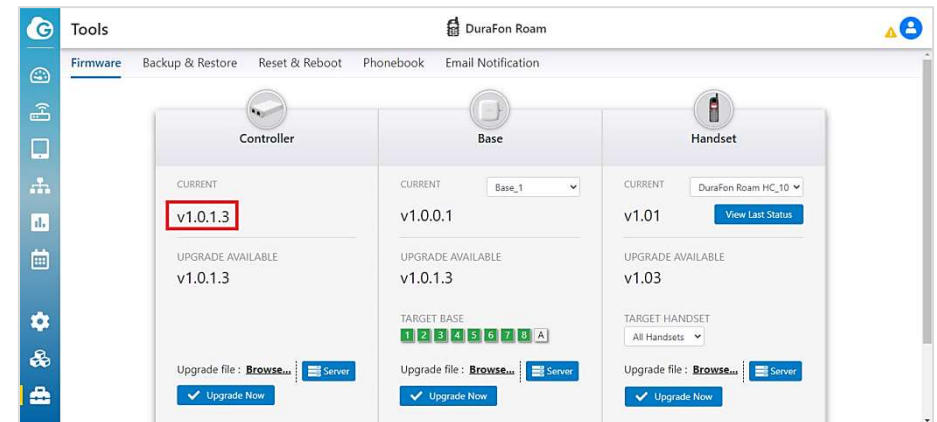 Tools
DuraFon Roam
Firmware Backup & Restore Reset & Reboot Phonebook Email Notification
Controller Base Handset
CURRENT CURRENT Base_1 CURRENT DuraFon Roam HC_10
v1.0.1.3 v1.0.0.1 v1.01 View Last Status
UPGRADE AVAILABLE UPGRADE AVAILABLE UPGRADE AVAILABLE
v1.0.1.3 v1.0.1.3 v1.03
TARGET BASE TARGET HANDSET
1 2 3 4 5 6 7 8 A All Handsets
Upgrade file : Browse... Server Upgrade file : Browse... Server Upgrade file : Browse... Server
Upgrade Now Upgrade Now Upgrade Now